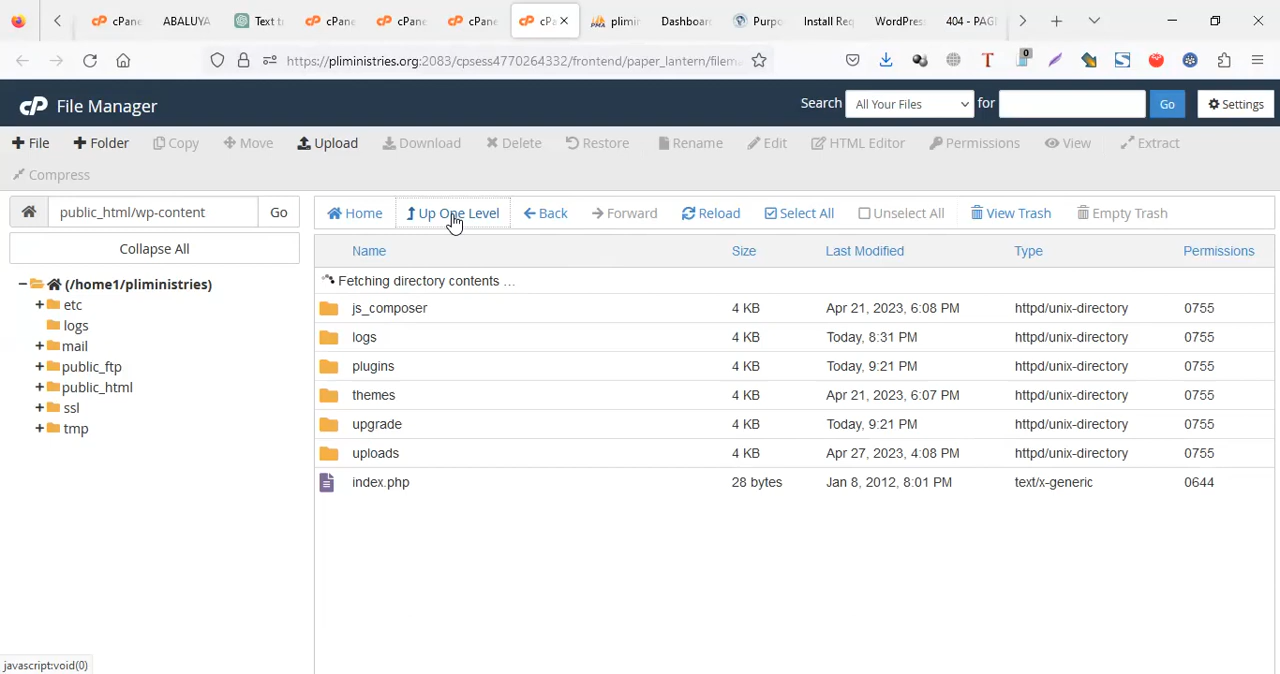 cPane
ABALUYA
Text t
cPane
cPane
cPane
cPa
plimin
Dashboar
Purpo
Install Req
WordPress
404 - PAG
https://pliministries.org:2083/cpsess4770264332/frontend/paper_lantern/filema
0
T
S
cP File Manager
Search All Your Files for Go Settings
File Folder Copy Move Upload Download Delete Restore Rename Edit HTML Editor Permissions View Extract
Compress
public_html/wp-content Go
Home Up One Level Back Forward Reload Select All Unselect All View Trash Empty Trash
Collapse All
Name Size Last Modified Type Permissions
Fetching directory contents ...
(/home1/pliministries)
etc
logs
mail
public_ftp
public_html
ssl
tmp
js_composer 4 KB Apr 21, 2023, 6:08 PM httpd/unix-directory 0755
logs 4 KB Today, 8:31 PM httpd/unix-directory 0755
plugins 4 KB Today, 9:21 PM httpd/unix-directory 0755
themes 4 KB Apr 21, 2023, 6:07 PM httpd/unix-directory 0755
upgrade 4 KB Today, 9:21 PM httpd/unix-directory 0755
uploads 4 KB Apr 27, 2023, 4:08 PM httpd/unix-directory 0755
index.php 28 bytes Jan 8, 2012, 8:01 PM text/x-generic 0644
javascript:void(0)